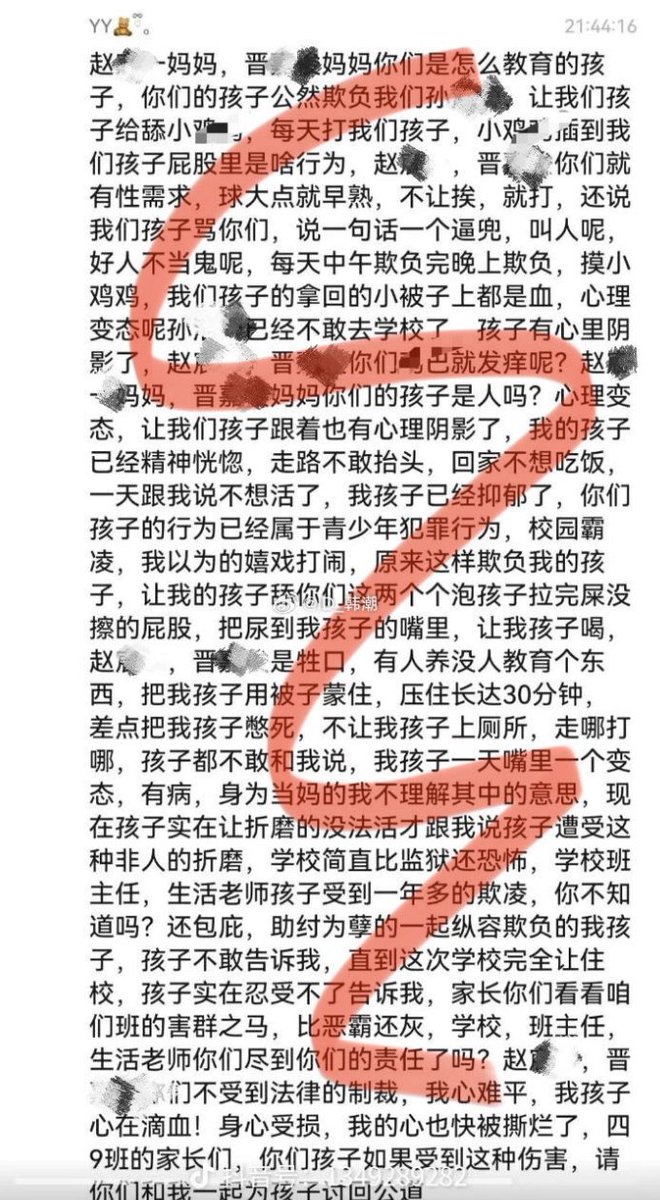 YY
21:44:16
赵 一妈妈，晋 妈妈你们是怎么教育的孩
子，你们的孩子公然欺负我们孙 让我们孩
子给舔小鸡 ，每天打我们孩子，小鸡 插到我
们孩子屁股里是啥行为，赵 ，晋 你们就
有性需求，球大点就早熟，不让挨，就打，还说
我们孩子骂你们，说一句话一个逼兜，叫人呢，
好人不当鬼呢，每天中午欺负完晚上欺负，摸小
鸡鸡，我们孩子的拿回的小被子上都是血，心理
变态呢孙 已经不敢去学校了 孩子有心里阴
影了，赵 ，晋 你们 巴就发痒呢？赵
一妈妈，晋嘉 妈妈你们的孩子是人吗？心理变
态，让我们孩子跟着也有心理阴影了，我的孩子
已经精神恍惚，走路不敢抬头，回家不想吃饭，
一天跟我说不想活了，我孩子已经抑郁了，你们
孩子的行为已经属于青少年犯罪行为，校园霸
凌，我以为的嬉戏打闹，原来这样欺负我的孩
子，让我的孩子舔你们这两个个泡孩子拉完屎没
擦的屁股，把尿到我孩子的嘴里，让我孩子喝，
赵 ，晋 是牲口，有人养没人教育个东
西，把我孩子用被子蒙住，压住长达30分钟，
差点把我孩子憋死，不让我孩子上厕所，走哪打
哪，孩子都不敢和我说，我孩子一天嘴里一个变
态，有病，身为当妈的我不理解其中的意思，现
在孩子实在让折磨的没法活才跟我说孩子遭受这
种非人的折磨，学校简直比监狱还恐怖，学校班
主任，生活老师孩子受到一年多的欺凌，你不知
道吗？还包庇，助纣为孽的一起纵容欺负的我孩
子，孩子不敢告诉我，直到这次学校完全让住
校，孩子实在忍受不了告诉我，家长你们看看咱
们班的害群之马，比恶霸还灰，学校，班主任，
生活老师你们尽到你们的责任了吗？赵 ，晋
们不受到法律的制裁，我心难平，我孩子
心在滴血！身心受损，我的心也快被撕烂了，四
9班的家长们，你们孩子如果受到这种伤害，请
你们和我一起为孩子讨回公道
@D_韩潮
抖音号：1349289282